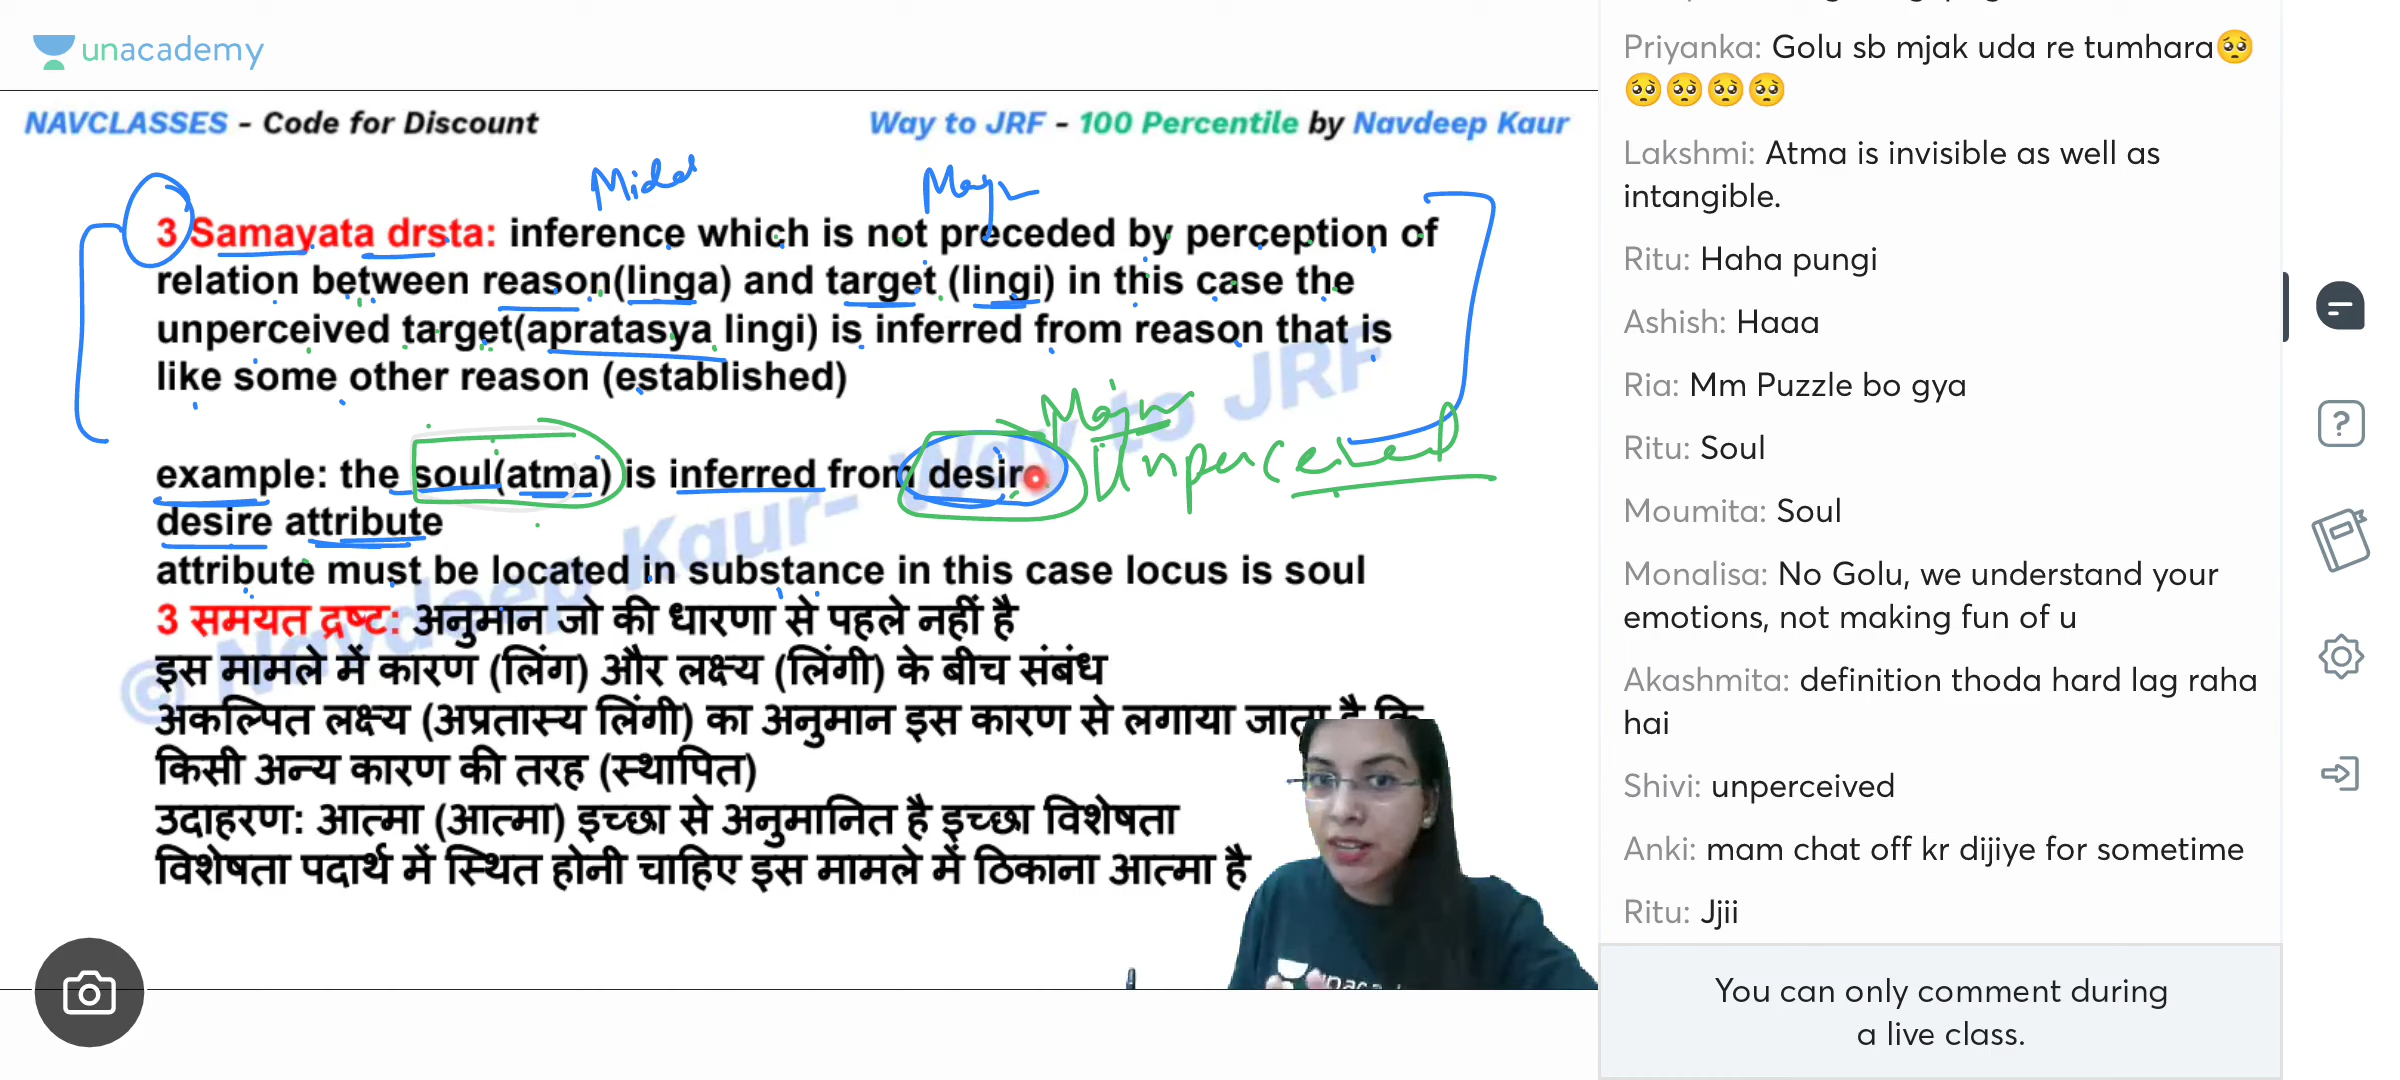 unacademy
NAVCLASSES - Code for Discount
Way to JRF - 100 Percentile by Navdeep Kaur
3 Samayata drsta: inference which is not preceded by perception of
relation between reason(linga) and target (lingi) in this case the
unperceived target(apratasya lingi) is inferred from reason that is
like some other reason (established)
Major
Unperceived
example: the soul(atma) is inferred from desire
desire attribute
attribute must be located in substance in this case locus is soul
3 समयत द्रष्ट: अनुमान जो की धारणा से पहले नहीं है
इस मामले में कारण (लिंग) और लक्ष्य (लिंगी) के बीच संबंध
अकल्पित लक्ष्य (अप्रतास्य लिंगी) का अनुमान इस कारण से लगाया जाता है कि
किसी अन्य कारण की तरह (स्थापित)
उदाहरण: आत्मा (आत्मा) इच्छा से अनुमानित है इच्छा विशेषता
विशेषता पदार्थ में स्थित होनी चाहिए इस मामले में ठिकाना आत्मा है
© Navdeep Kaur- Way to JRF
Priyanka: Golu sb mjak uda re tumhara🥺
🥺🥺🥺🥺
Lakshmi: Atma is invisible as well as
intangible.
Ritu: Haha pungi
Ashish: Haaa
Ria: Mm Puzzle bo gya
Ritu: Soul
Moumita: Soul
Monalisa: No Golu, we understand your
emotions, not making fun of u
Akashmita: definition thoda hard lag raha
hai
Shivi: unperceived
Anki: mam chat off kr dijiye for sometime
Ritu: Jjii
You can only comment during
a live class.